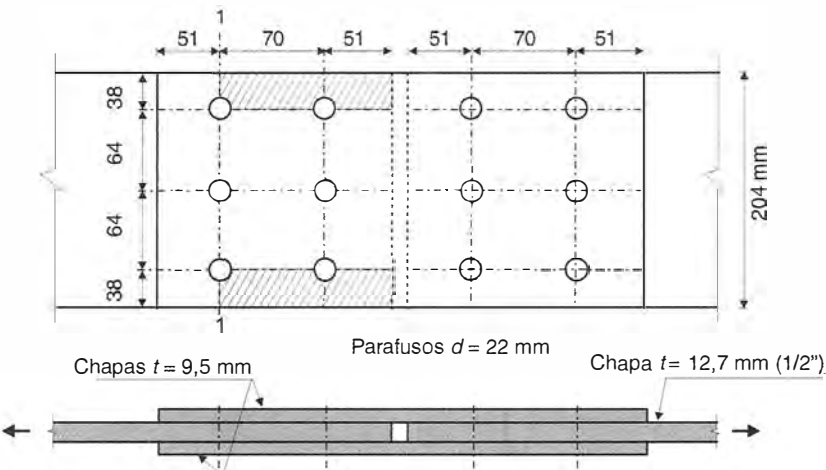 1
51 70 51 51 70 51
38
64
64
38
204 mm
1
Parafusos d = 22 mm
Chapas t = 9,5 mm
Chapa t = 12,7 mm (1/2")